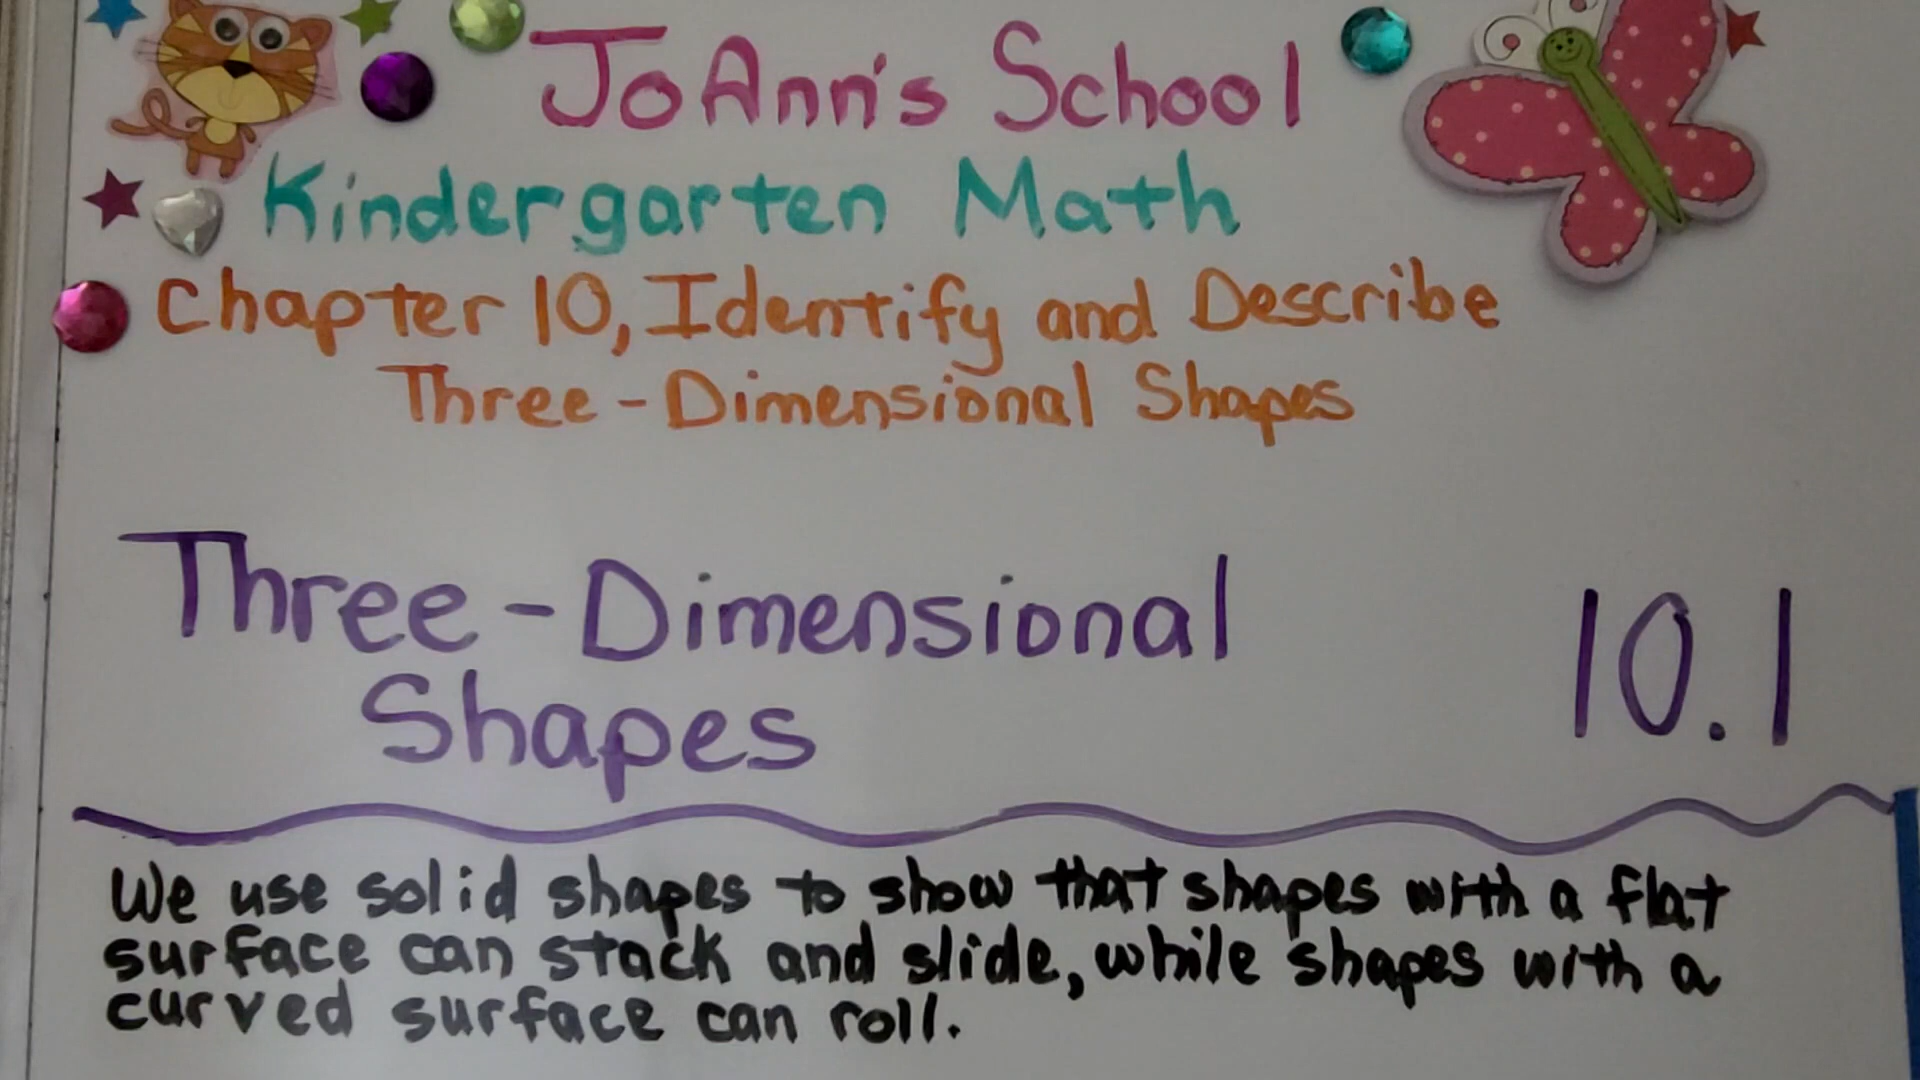 JoAnn's School
Kindergarten Math
Chapter 10, Identify and Describe
Three-Dimensional Shapes
Three-Dimensional
Shapes
10.1
We use solid shapes to show that shapes with a flat
surface can stack and slide, while shapes with a
curved surface can roll.